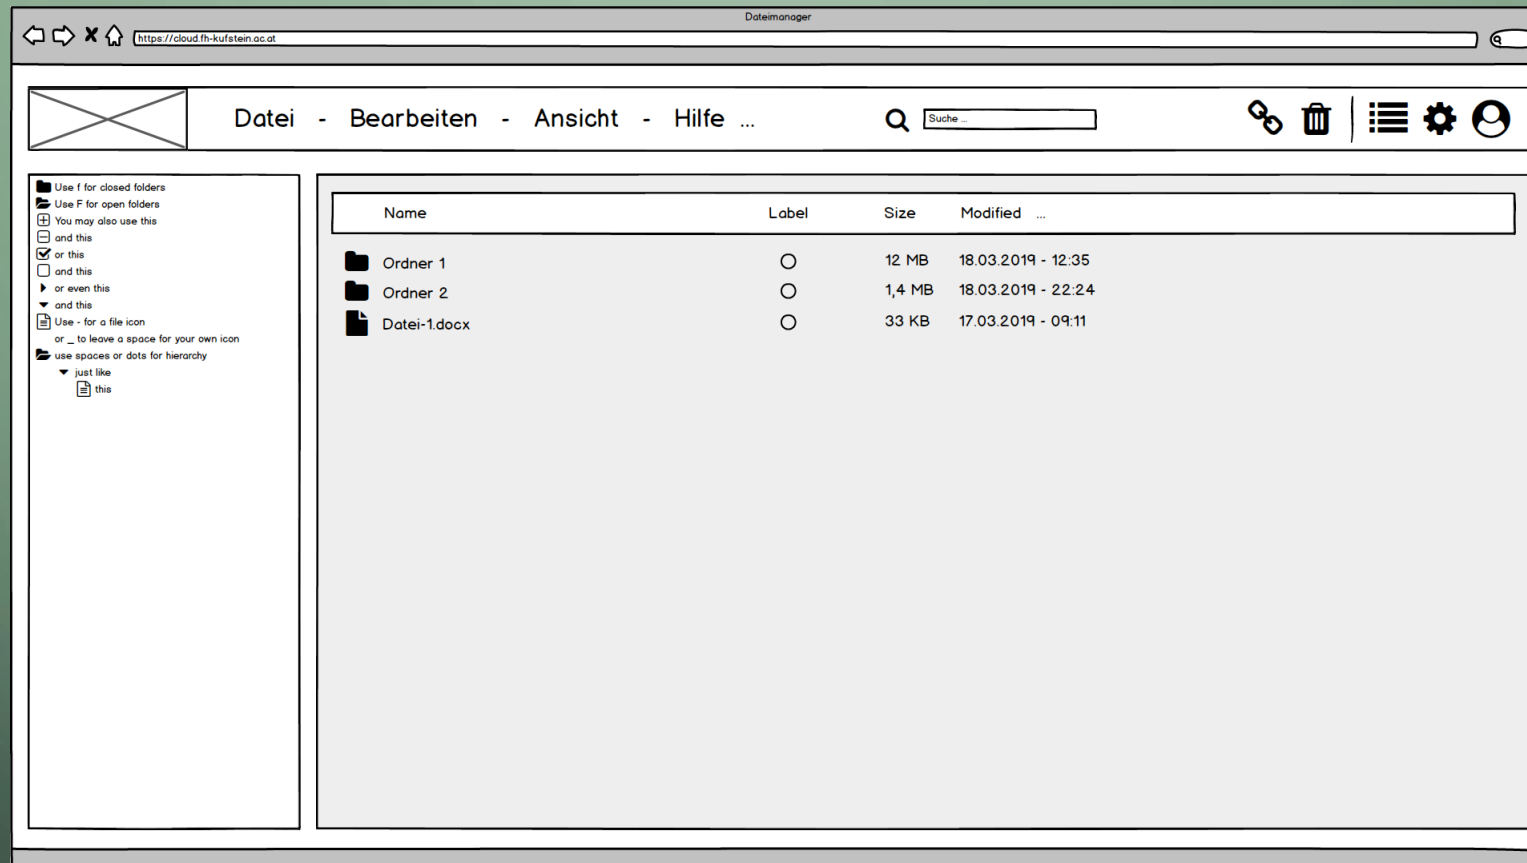 Dateimanager
https://cloud.fh-kufstein.ac.at
Datei - Bearbeiten - Ansicht - Hilfe ...
Suche ...
Use f for closed folders
Use F for open folders
You may also use this
and this
or this
and this
or even this
and this
Use - for a file icon
or _ to leave a space for your own icon
use spaces or dots for hierarchy
just like
this
Name Label Size Modified ...
Ordner 1 12 MB 18.03.2019 - 12:35
Ordner 2 1,4 MB 18.03.2019 - 22:24
Datei-1.docx 33 KB 17.03.2019 - 09:11